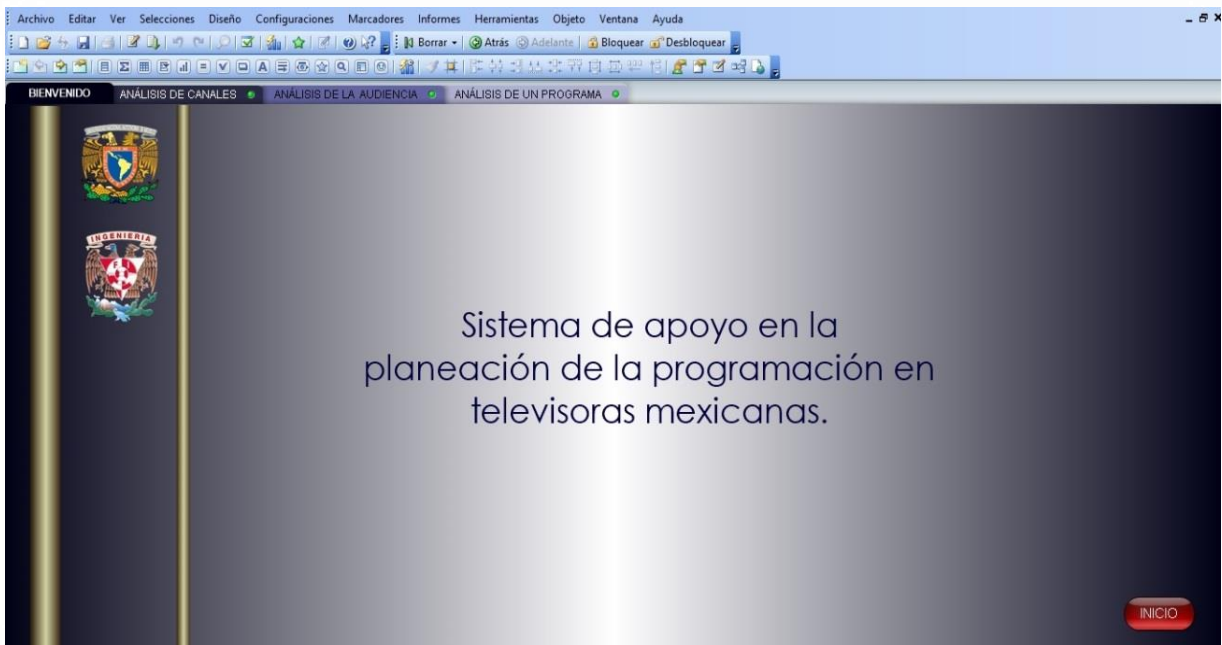 Archivo Editar Ver Selecciones Diseño Configuraciones Marcadores Informes Herramientas Objeto Ventana Ayuda
Borrar Atrás Adelante Bloquear Desbloquear
BIENVENIDO ANÁLISIS DE CANALES ANÁLISIS DE LA AUDIENCIA ANÁLISIS DE UN PROGRAMA
INGENIERIA
Sistema de apoyo en la
planeación de la programación en
televisoras mexicanas.
INICIO